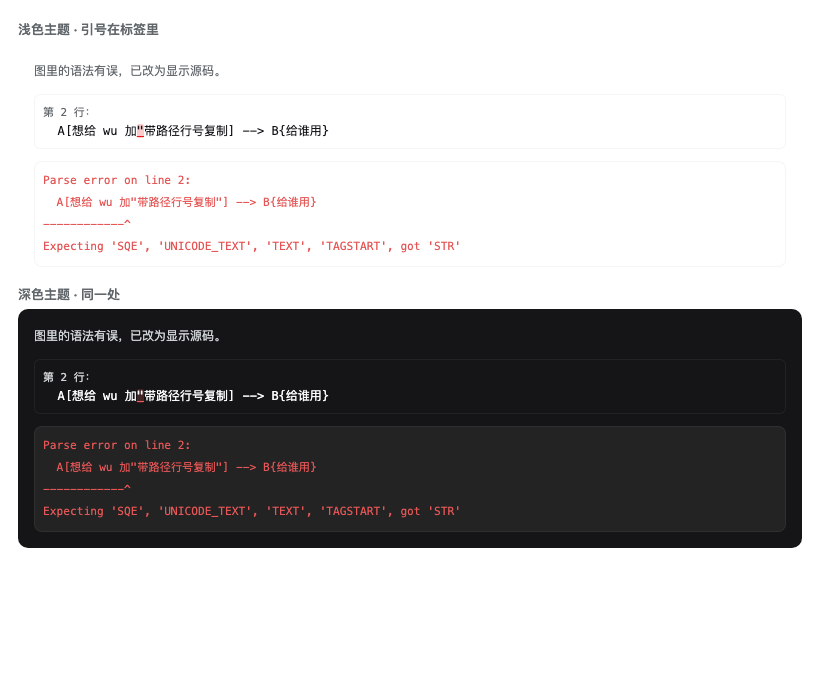 浅色主题 · 引号在标签里
图里的语法有误，已改为显示源码。
第 2 行：
A[想给 wu 加"带路径行号复制] --> B{给谁用}
Parse error on line 2:
A[想给 wu 加"带路径行号复制"] --> B{给谁用}
------------^
Expecting 'SQE', 'UNICODE_TEXT', 'TEXT', 'TAGSTART', got 'STR'
深色主题 · 同一处
图里的语法有误，已改为显示源码。
第 2 行：
A[想给 wu 加"带路径行号复制] --> B{给谁用}
Parse error on line 2:
A[想给 wu 加"带路径行号复制"] --> B{给谁用}
------------^
Expecting 'SQE', 'UNICODE_TEXT', 'TEXT', 'TAGSTART', got 'STR'